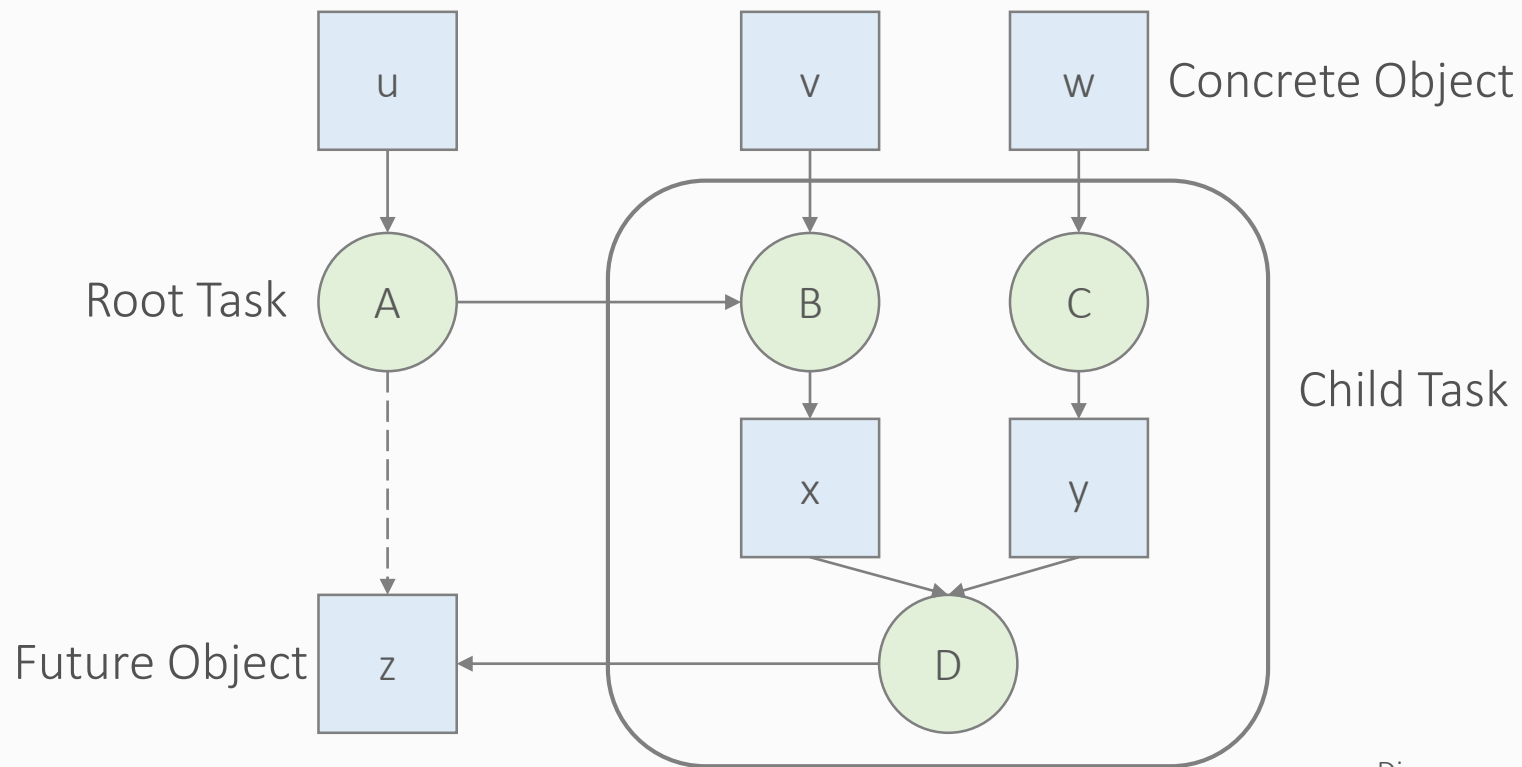 u
v
w
Concrete Object
Root Task
A
B
C
Child Task
x
y
Future Object
z
D